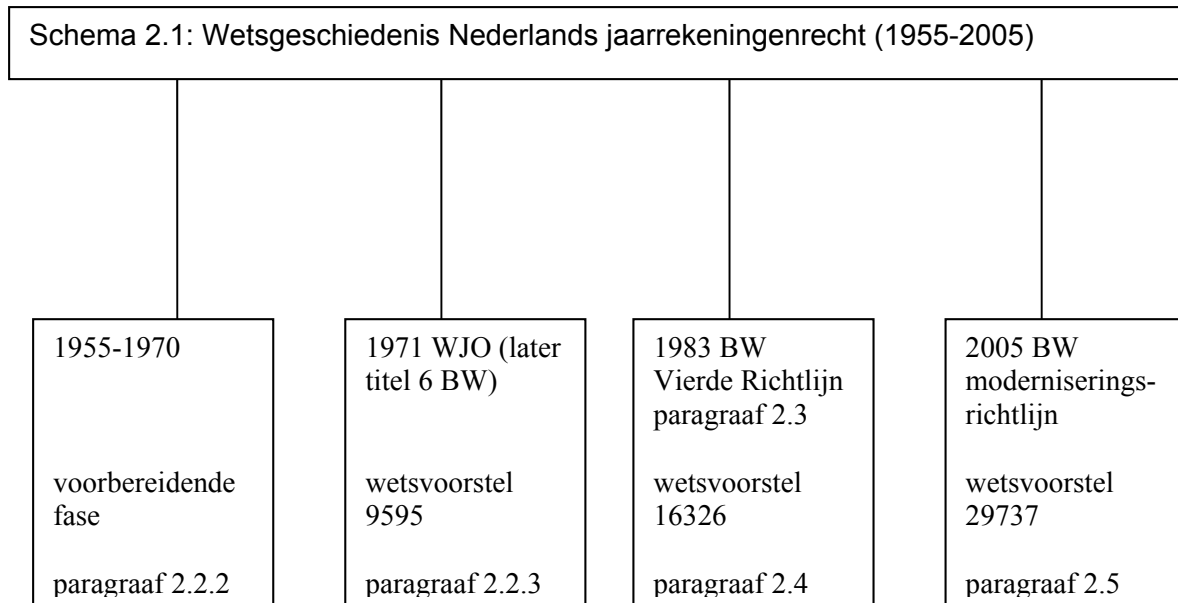 Schema 2.1: Wetsgeschiedenis Nederlands jaarrekeningenrecht (1955-2005)
1955-1970
voorbereidende
fase
paragraaf 2.2.2
1971 WJO (later
titel 6 BW)
wetsvoorstel
9595
paragraaf 2.2.3
1983 BW
Vierde Richtlijn
paragraaf 2.3
wetsvoorstel
16326
paragraaf 2.4
2005 BW
moderniserings-
richtlijn
wetsvoorstel
29737
paragraaf 2.5